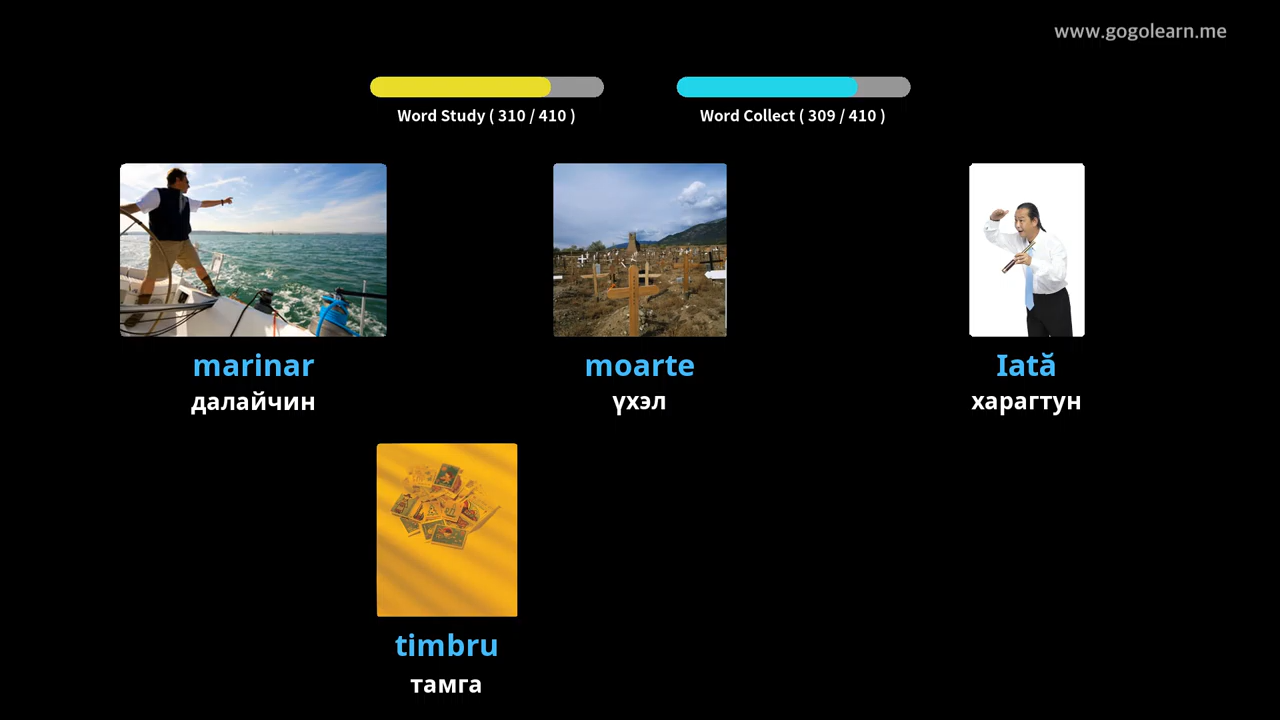 www.gogolearn.me
Word Study ( 310 / 410 )
Word Collect ( 309 / 410 )
marinar
далайчин
moarte
үхэл
Iată
харагтун
timbru
тамга